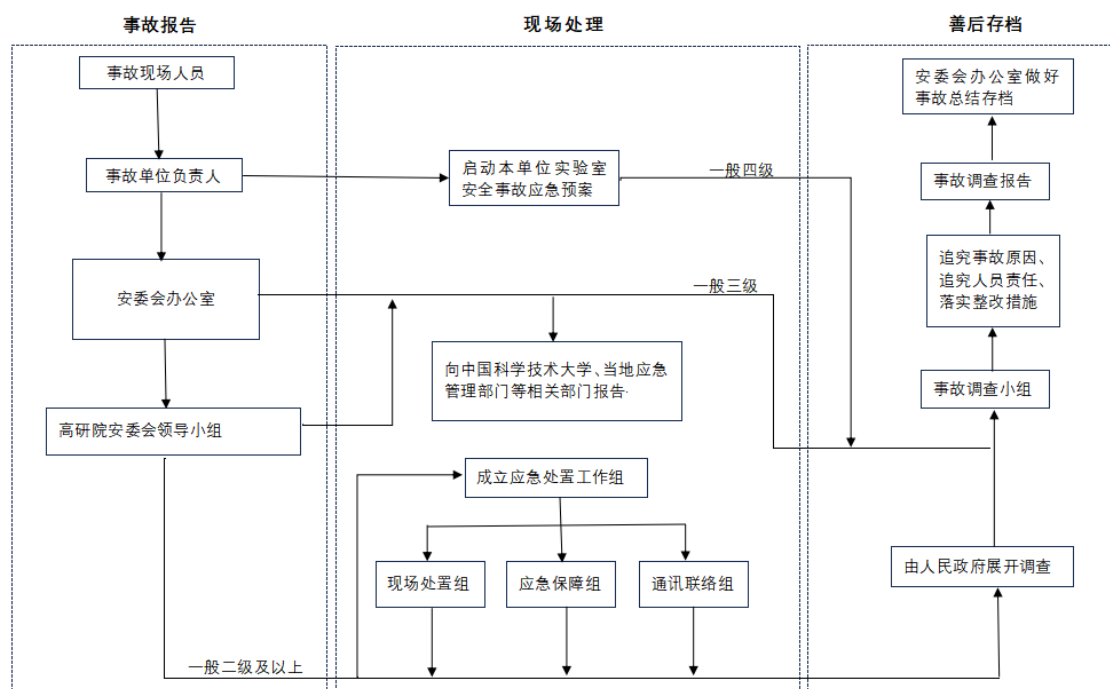 事故报告
现场处理
善后存档
事故现场人员
安委会办公室做好
事故总结存档
事故单位负责人
启动本单位实验室
安全事故应急预案
一般四级
事故调查报告
追究事故原因、
追究人员责任、
落实整改措施
安委会办公室
一般三级
向中国科学技术大学、当地应急
管理部门等相关部门报告·
事故调查小组
高研院安委会领导小组
成立应急处置工作组
现场处置组
应急保障组
通讯联络组
由人民政府展开调查
一般二级及以上